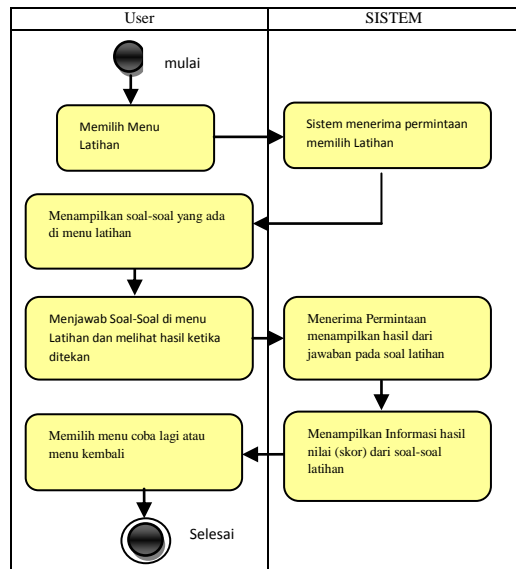 User
SISTEM
mulai
Memilih Menu
Latihan
Sistem menerima permintaan
memilih Latihan
Menampilkan soal-soal yang ada
di menu latihan
Menjawab Soal-Soal di menu
Latihan dan melihat hasil ketika
ditekan
Menerima Permintaan
menampilkan hasil dari
jawaban pada soal latihan
Menampilkan Informasi hasil
nilai (skor) dari soal-soal
latihan
Memilih menu coba lagi atau
menu kembali
Selesai